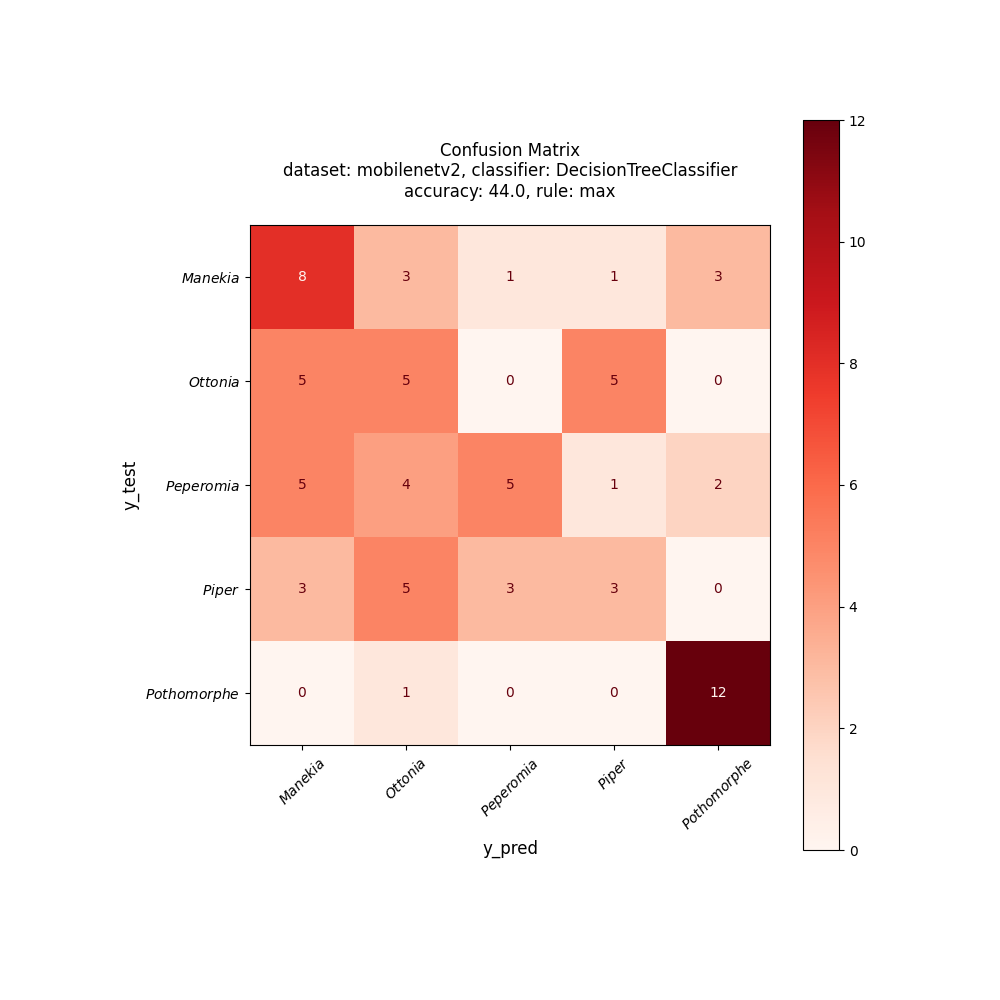 Confusion Matrix
dataset: mobilenetv2, classifier: DecisionTreeClassifier
accuracy: 44.0, rule: max
12
10
8
6
4
2
0
y_test
Manekia 8 3 1 1 3
Ottonia 5 5 0 5 0
Peperomia 5 4 5 1 2
Piper 3 5 3 3 0
Pothomorphe 0 1 0 0 12
Manekia Ottonia Peperomia Piper Pothomorphe
y_pred